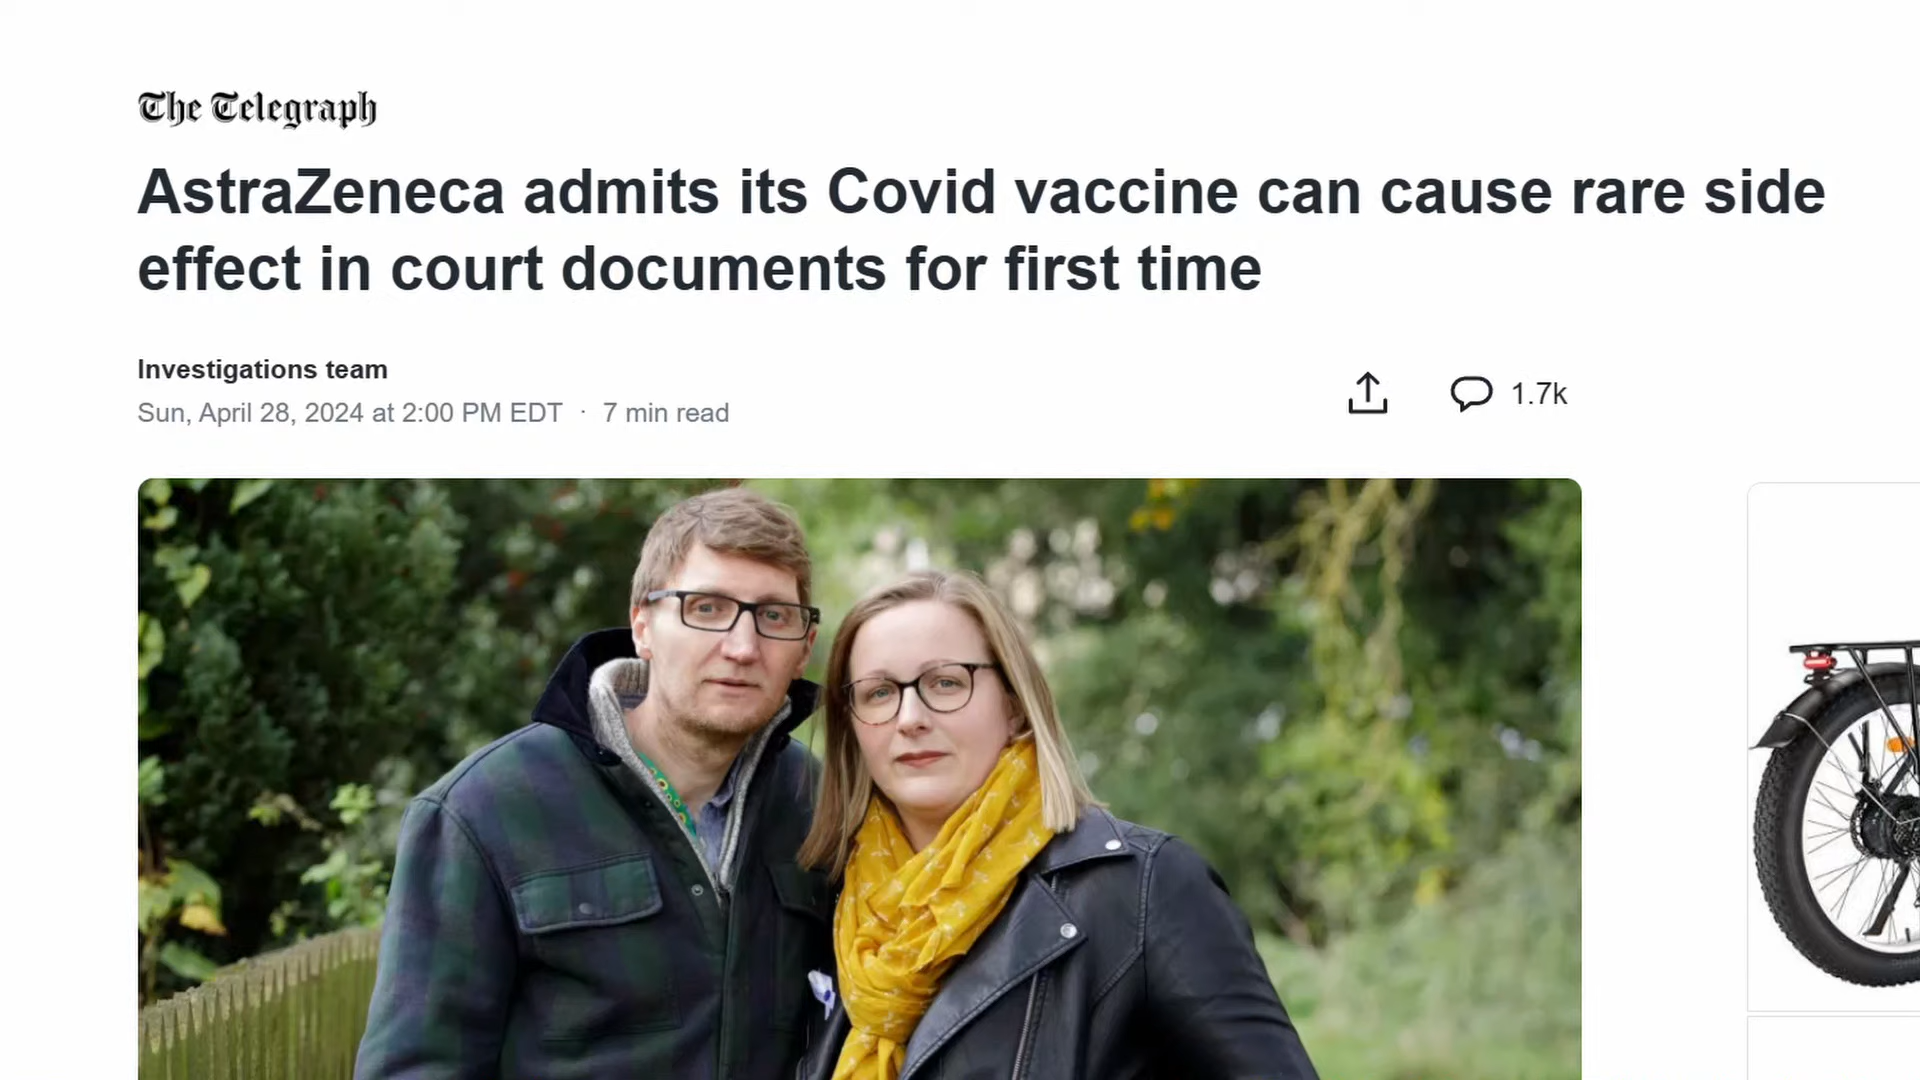 The Telegraph
AstraZeneca admits its Covid vaccine can cause rare side
effect in court documents for first time
Investigations team
Sun, April 28, 2024 at 2:00 PM EDT · 7 min read
1.7k